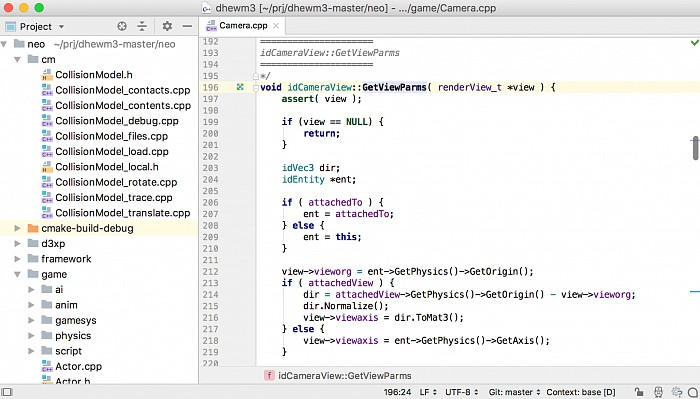 dhewm3 [~/prj/dhewm3-master/neo] - .../game/Camera.cpp
Project
Camera.cpp
neo ~/prj/dhewm3-master/neo
cm
CollisionModel.h
CollisionModel_contacts.cpp
CollisionModel_contents.cpp
CollisionModel_debug.cpp
CollisionModel_files.cpp
CollisionModel_load.cpp
CollisionModel_local.h
CollisionModel_rotate.cpp
CollisionModel_trace.cpp
CollisionModel_translate.cpp
cmake-build-debug
d3xp
framework
game
ai
anim
gamesys
physics
script
Actor.cpp
Actor.h
192 =====================
193 idCameraView::GetViewParms
194 =====================
195 */
196 void idCameraView::GetViewParms( renderView_t *view ) {
197 assert( view );
198
199 if (view == NULL) {
200 return;
201 }
202
203 idVec3 dir;
204 idEntity *ent;
205
206 if ( attachedTo ) {
207 ent = attachedTo;
208 } else {
209 ent = this;
210 }
211
212 view->vieworg = ent->GetPhysics()->GetOrigin();
213 if ( attachedView ) {
214 dir = attachedView->GetPhysics()->GetOrigin() - view->vieworg;
215 dir.Normalize();
216 view->viewaxis = dir.ToMat3();
217 } else {
218 view->viewaxis = ent->GetPhysics()->GetAxis();
219 }
220
f idCameraView::GetViewParms
196:24 LF UTF-8 Git: master Context: base [D]